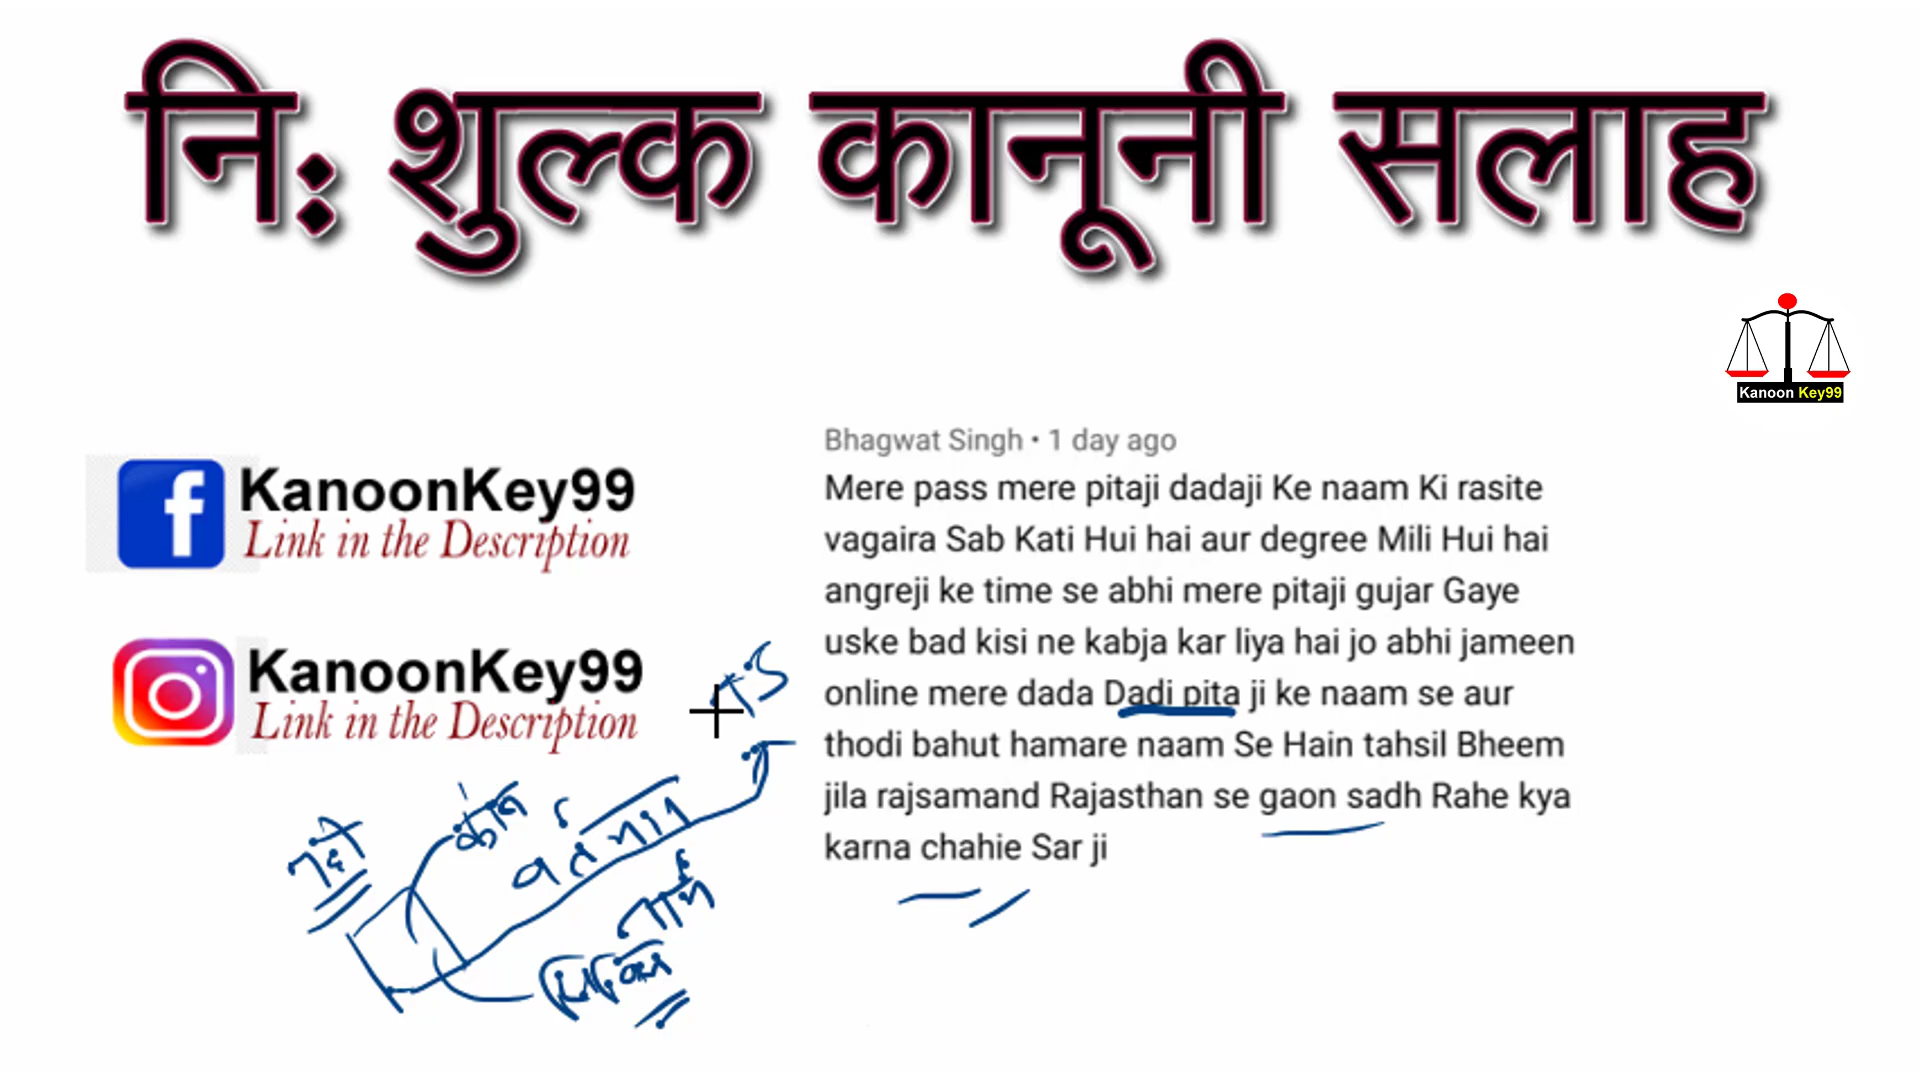 नि: शुल्क कानूनी सलाह
Kanoon Key99
KanoonKey99
Link in the Description
KanoonKey99
Link in the Description
Bhagwat Singh • 1 day ago
Mere pass mere pitaji dadaji Ke naam Ki rasite
vagaira Sab Kati Hui hai aur degree Mili Hui hai
angreji ke time se abhi mere pitaji gujar Gaye
uske bad kisi ne kabja kar liya hai jo abhi jameen
online mere dada Dadi pita ji ke naam se aur
thodi bahut hamare naam Se Hain tahsil Bheem
jila rajsamand Rajasthan se gaon sadh Rahe kya
karna chahie Sar ji